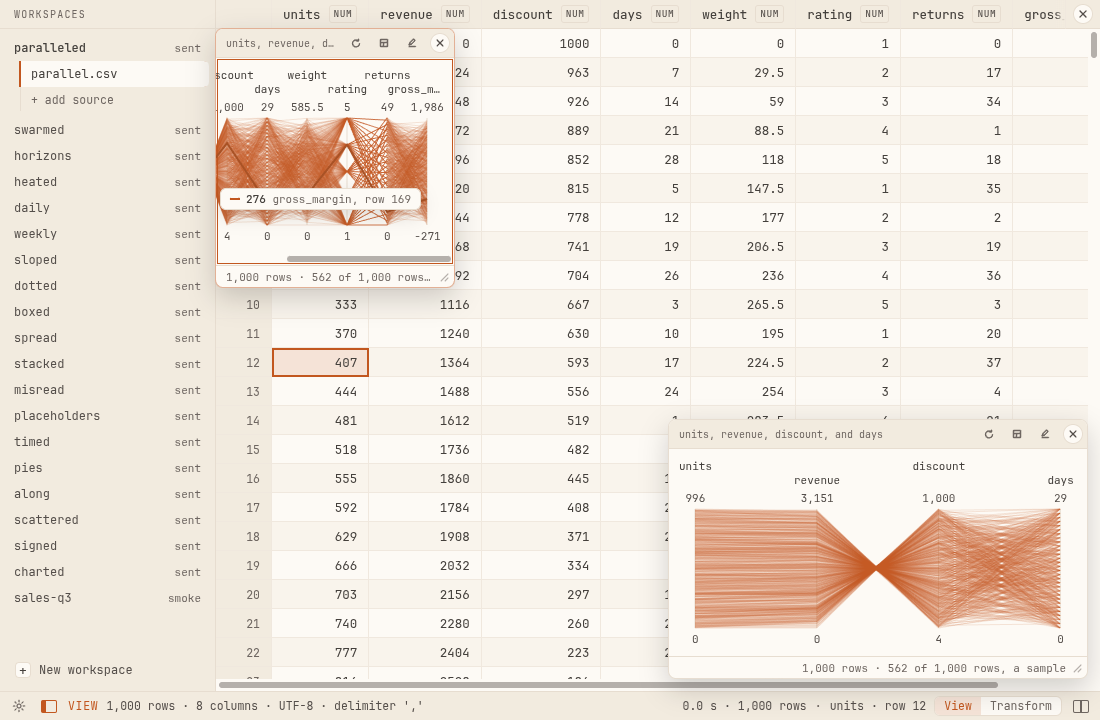 WORKSPACES
units NUM revenue NUM discount NUM days NUM weight NUM rating NUM returns NUM gross
paralleled sent
parallel.csv
+ add source
swarmed sent
horizons sent
heated sent
daily sent
weekly sent
sloped sent
dotted sent
boxed sent
spread sent
stacked sent
misread sent
placeholders sent
timed sent
pies sent
along sent
scattered sent
signed sent
charted sent
sales-q3 smoke
+ New workspace
0 1000 0 0 1 0
24 963 7 29.5 2 17
48 926 14 59 3 34
72 889 21 88.5 4 1
96 852 28 118 5 18
20 815 5 147.5 1 35
44 778 12 177 2 2
68 741 19 206.5 3 19
92 704 26 236 4 36
10 333 1116 667 3 265.5 5 3
11 370 1240 630 10 195 1 20
12 407 1364 593 17 224.5 2 37
13 444 1488 556 24 254 3 4
14 481 1612 519
15 518 1736 482
16 555 1860 445
17 592 1784 408
18 629 1908 371
19 666 2032 334
20 703 2156 297
21 740 2280 260
22 777 2404 223
units, revenue, d…
scount weight returns
days rating gross_m…
,000 29 585.5 5 49 1,986
276 gross_margin, row 169
4 0 0 1 0 -271
1,000 rows · 562 of 1,000 rows…
units, revenue, discount, and days
units discount
revenue days
996 3,151 1,000 29
0 0 4 0
1,000 rows · 562 of 1,000 rows, a sample
VIEW 1,000 rows · 8 columns · UTF-8 · delimiter ','
0.0 s · 1,000 rows · units · row 12 View Transform